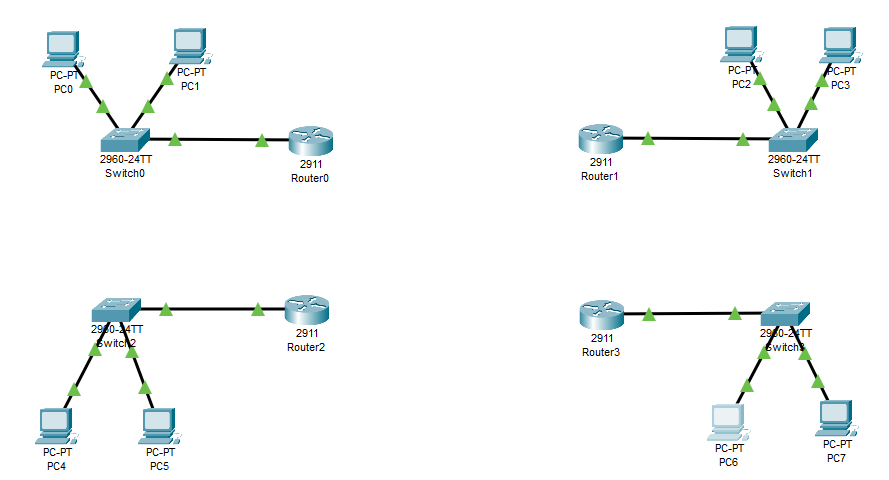 PC-PT
PC0
PC-PT
PC1
PC-PT
PC2
PC-PT
PC3
2960-24TT
Switch0
2911
Router0
2911
Router1
2960-24TT
Switch1
2960-24TT
Switch2
2911
Router2
2911
Router3
2960-24TT
Switch3
PC-PT
PC4
PC-PT
PC5
PC-PT
PC6
PC-PT
PC7